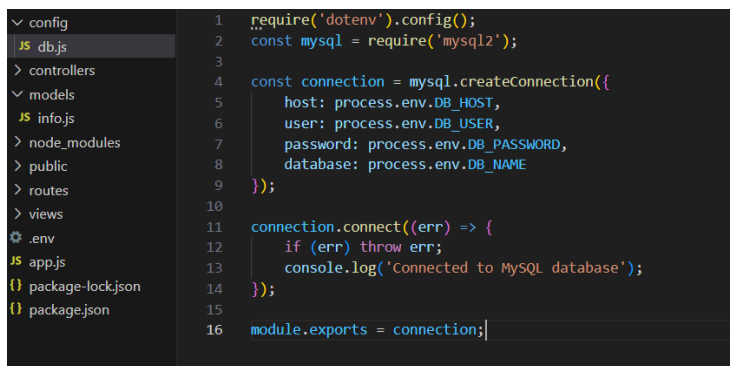 config
JS db.js
controllers
models
JS info.js
node_modules
public
routes
views
.env
JS app.js
{} package-lock.json
{} package.json
1 require('dotenv').config();
2 const mysql = require('mysql2');
3
4 const connection = mysql.createConnection({
5     host: process.env.DB_HOST,
6     user: process.env.DB_USER,
7     password: process.env.DB_PASSWORD,
8     database: process.env.DB_NAME
9 });
10
11 connection.connect((err) => {
12     if (err) throw err;
13     console.log('Connected to MySQL database');
14 });
15
16 module.exports = connection;